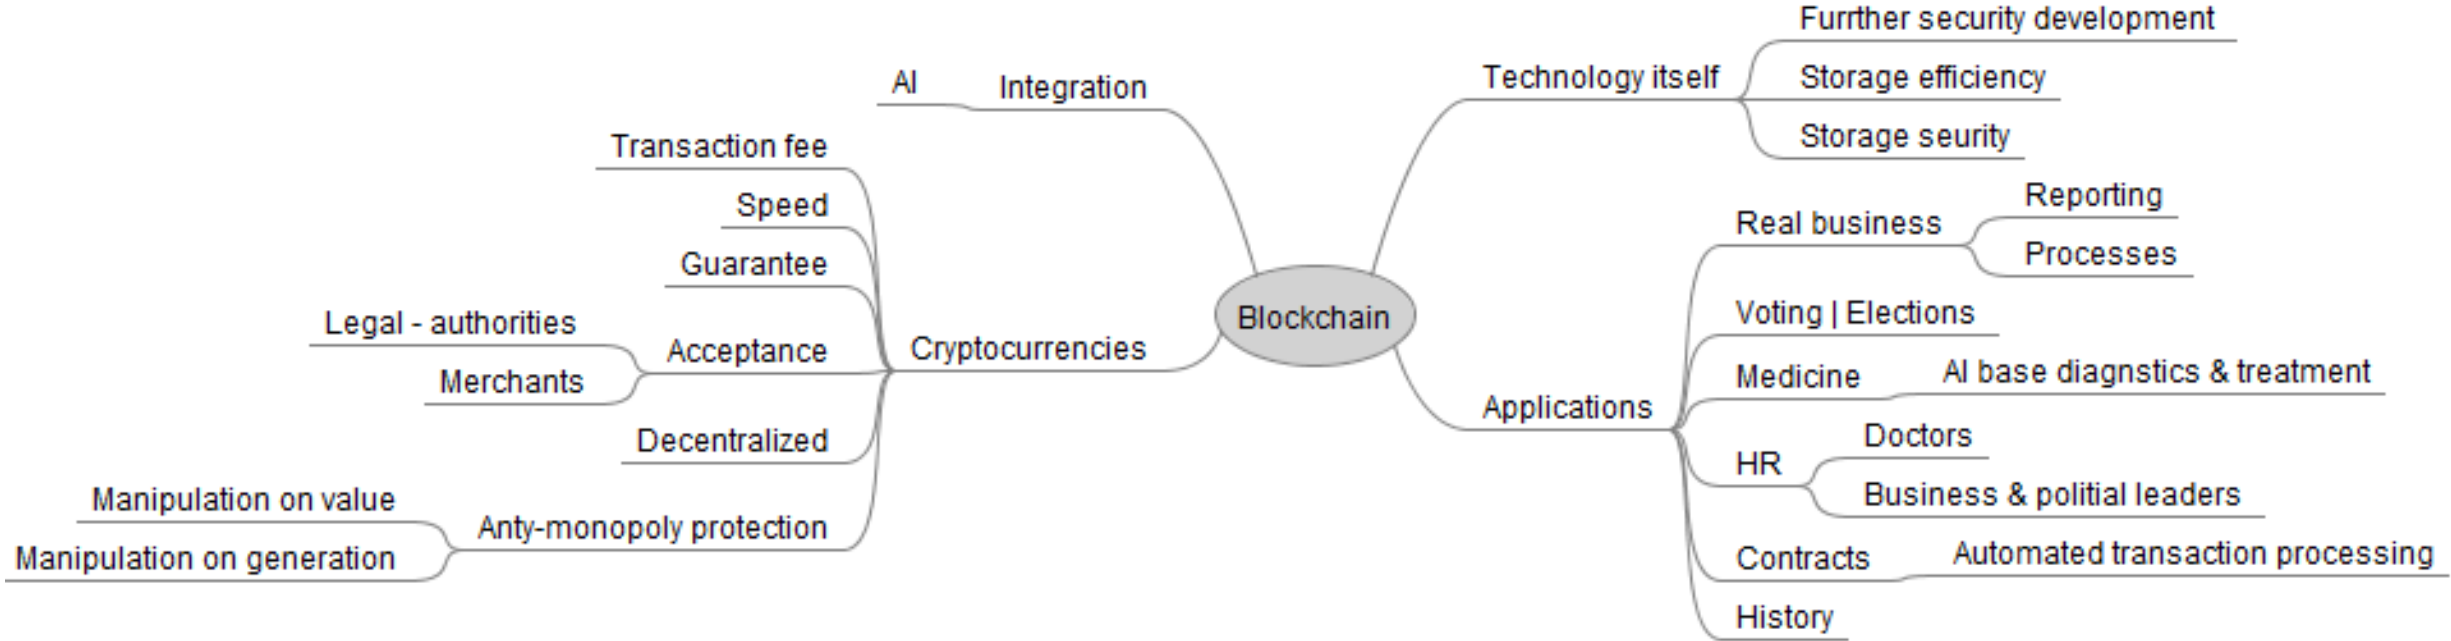 Blockchain
Technology itself
Furrther security development
Storage efficiency
Storage seurity
Applications
Real business
Reporting
Processes
Voting | Elections
Medicine
AI base diagnstics & treatment
HR
Doctors
Business & politial leaders
Contracts
Automated transaction processing
History
Integration
AI
Cryptocurrencies
Transaction fee
Speed
Guarantee
Acceptance
Legal - authorities
Merchants
Decentralized
Anty-monopoly protection
Manipulation on value
Manipulation on generation